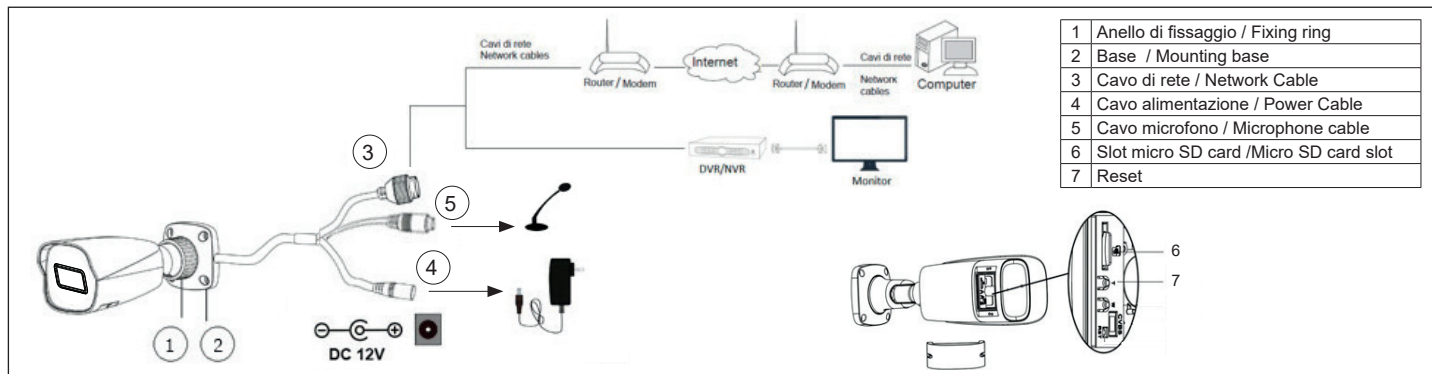 Cavi di rete
Network cables
Router / Modem
Internet
Router / Modem
Cavi di rete
Network
cables
Computer
DVR/NVR
Monitor
3
5
4
1
2
DC 12V
1 Anello di fissaggio / Fixing ring
2 Base / Mounting base
3 Cavo di rete / Network Cable
4 Cavo alimentazione / Power Cable
5 Cavo microfono / Microphone cable
6 Slot micro SD card /Micro SD card slot
7 Reset
6
7
CVBS